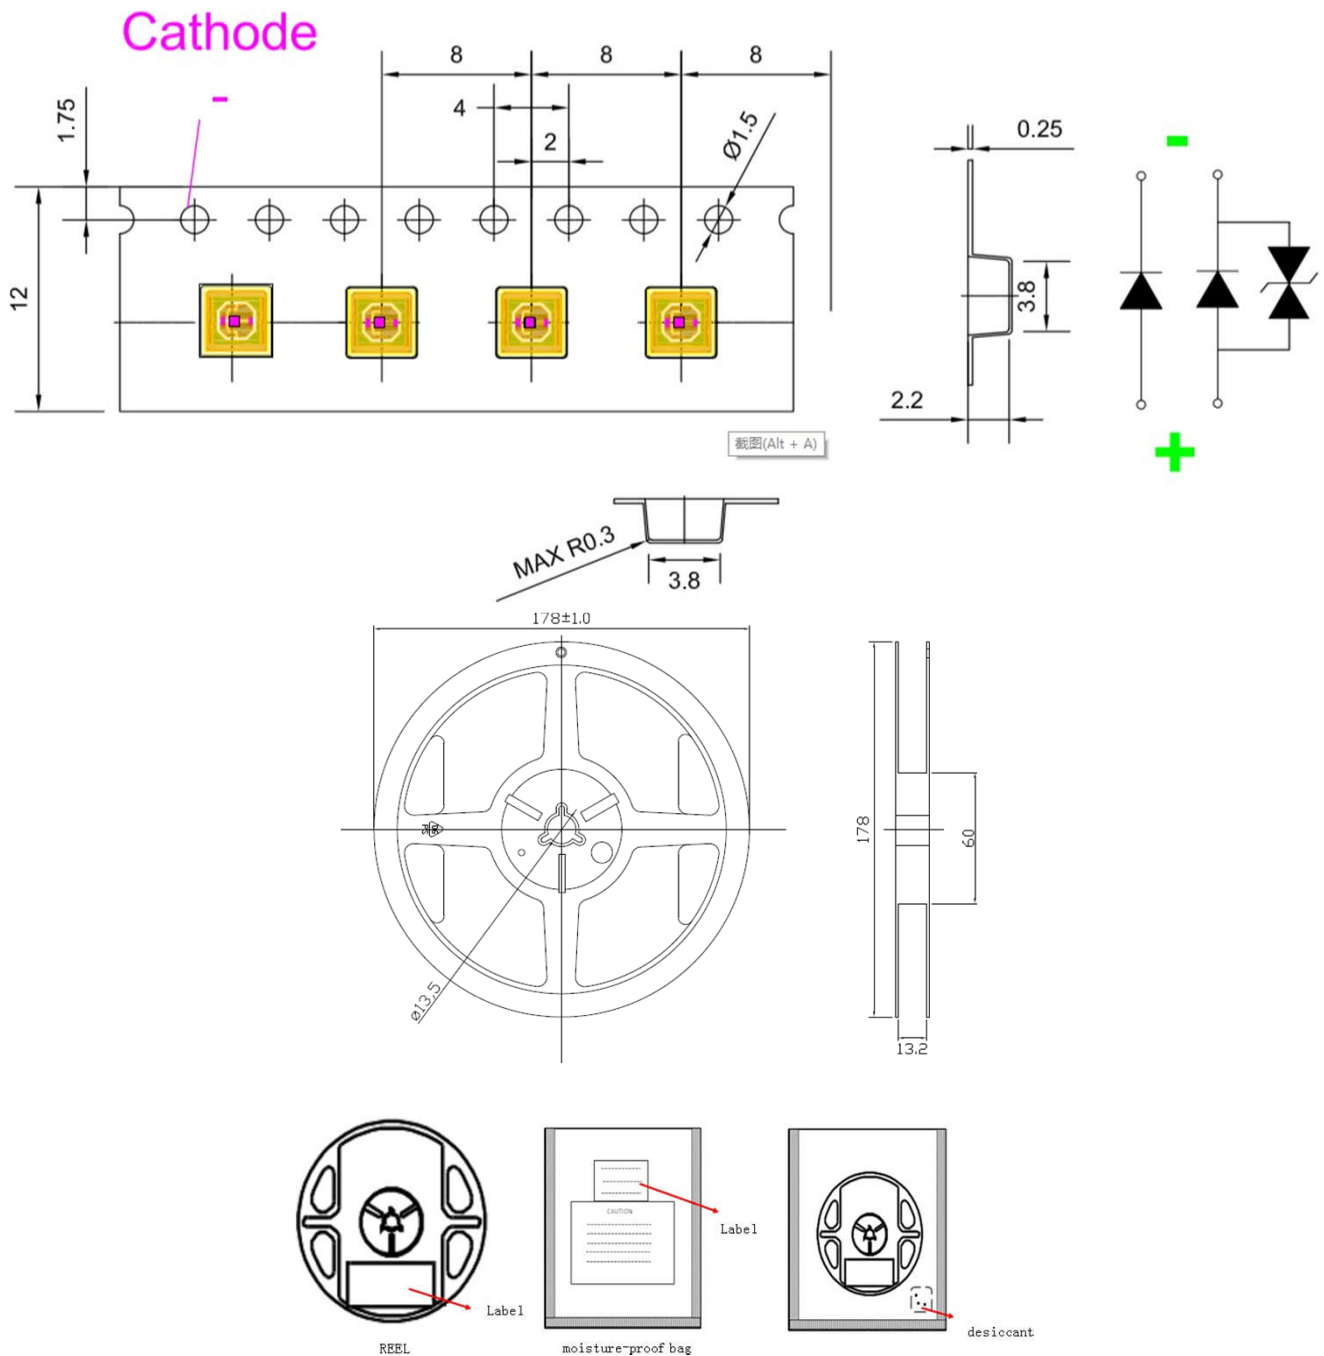 Cathode
-
8
8
8
4
2
1.75
Ø1.5
12
0.25
3.8
2.2
-
+
截图(Alt + A)
MAX R0.3
3.8
178±1.0
ø13,5
178
60
13.2
CAUTION
Label
Label
desiccant
REEL
moisture-proof bag